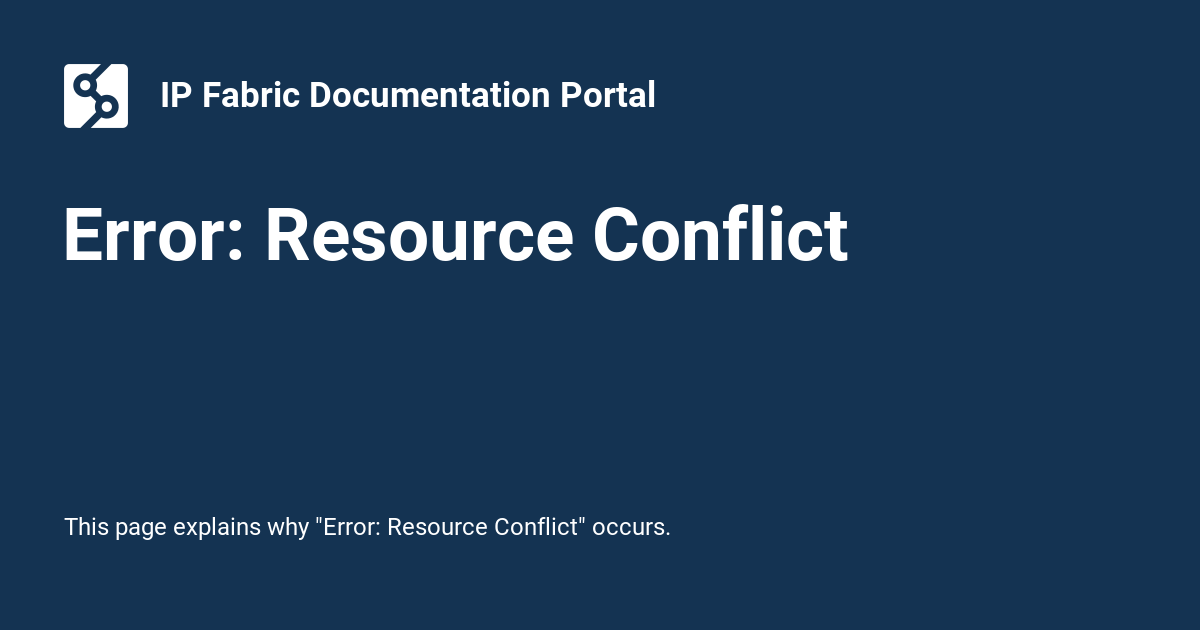 IP Fabric Documentation Portal
Error: Resource Conflict
This page explains why "Error: Resource Conflict" occurs.